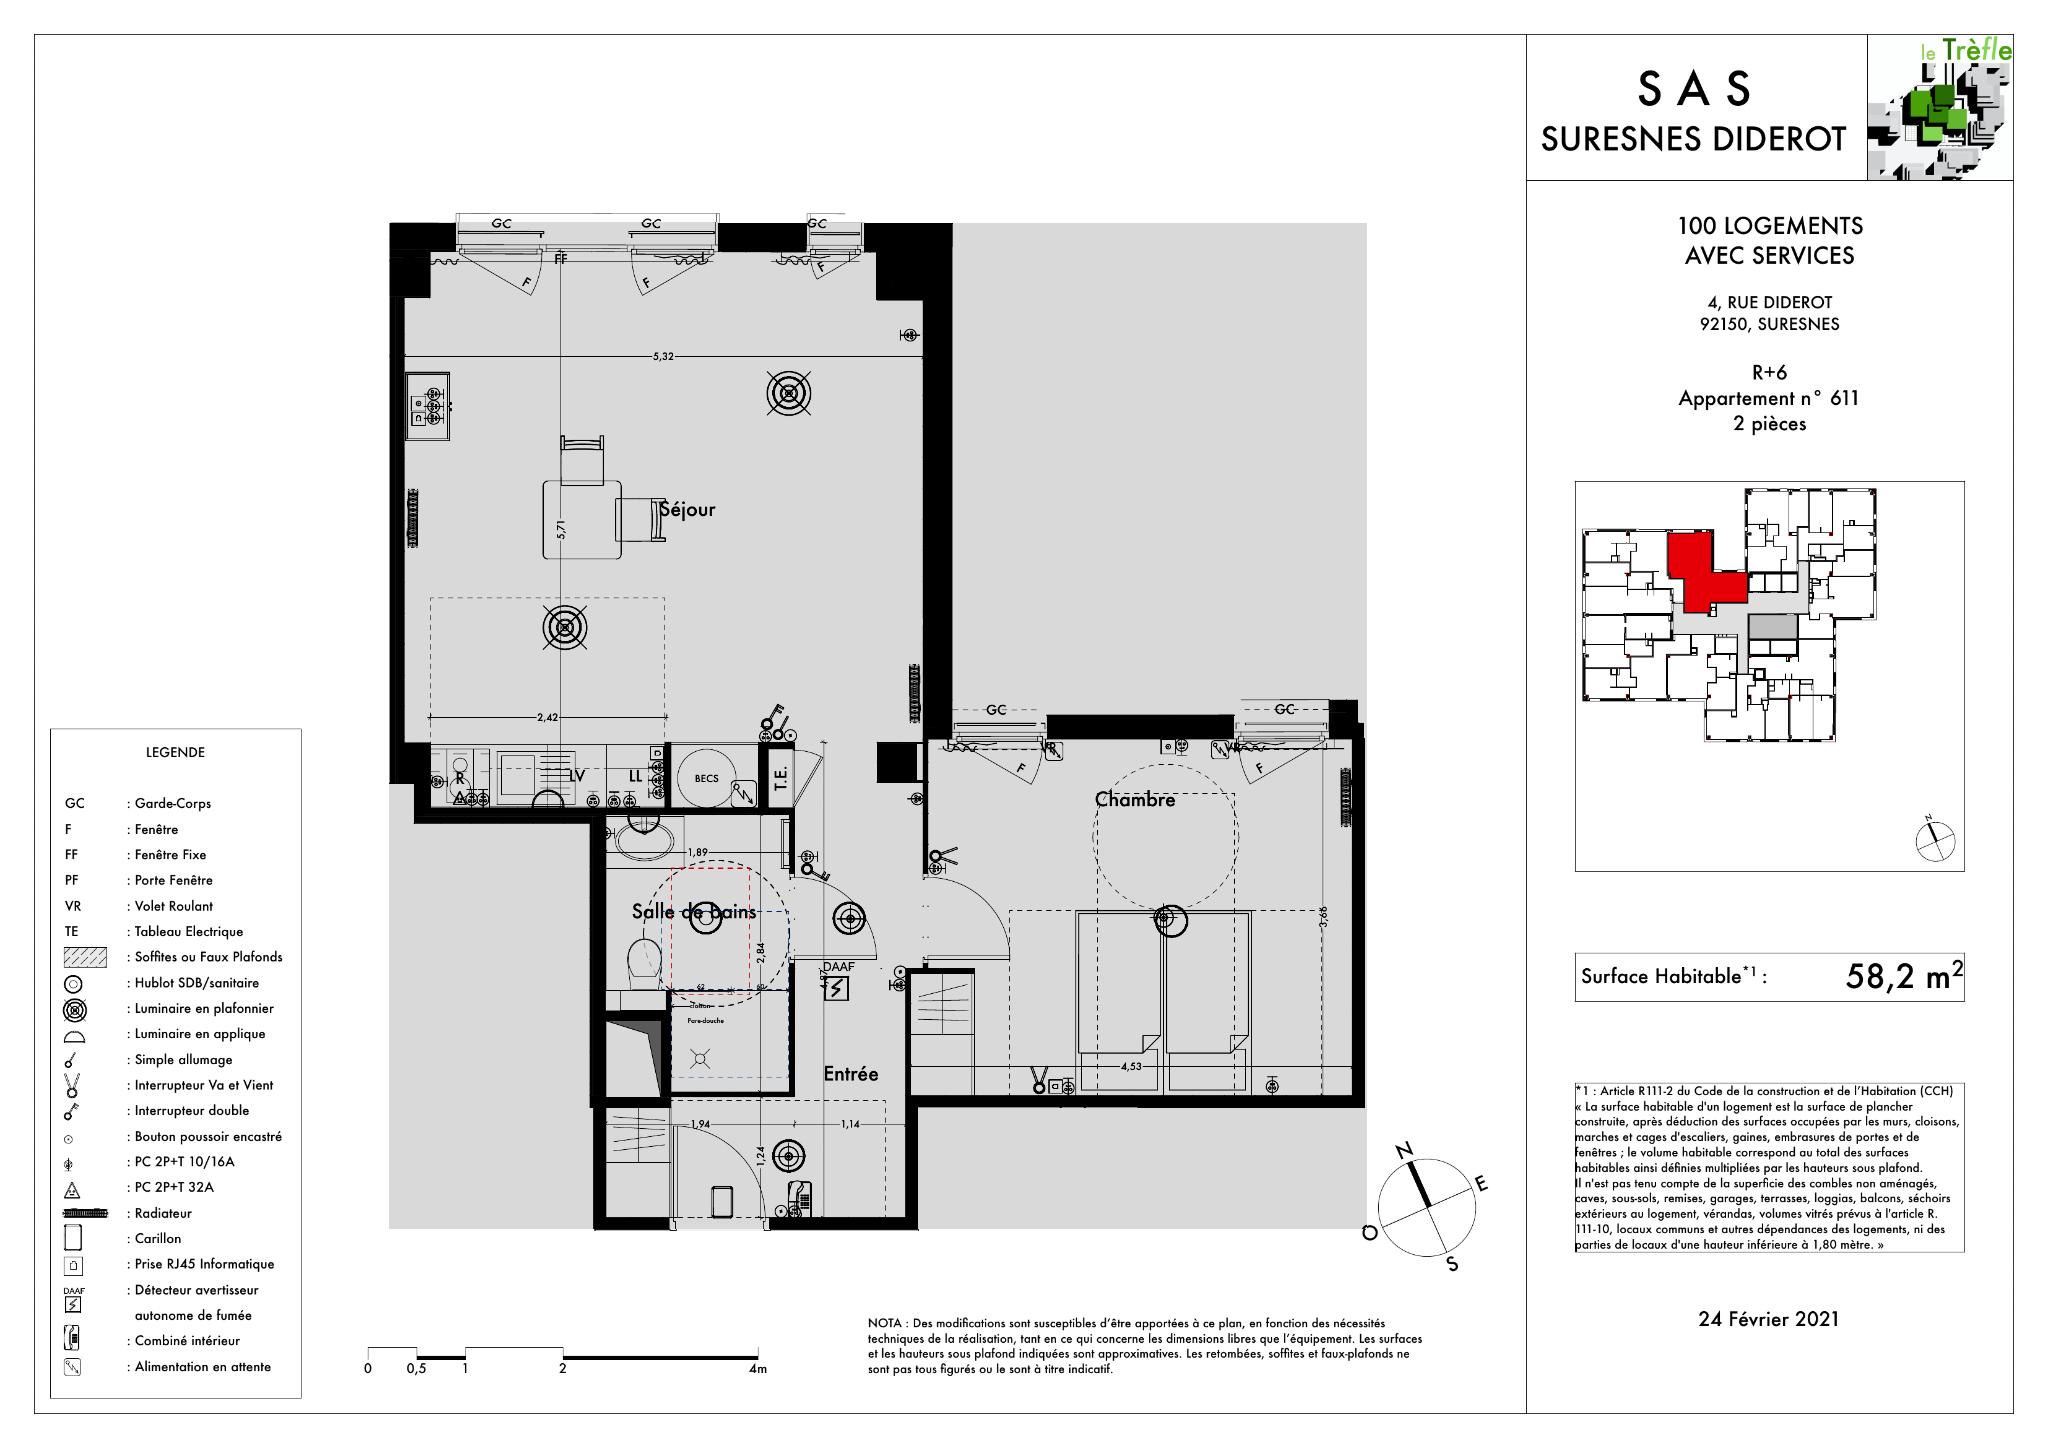 le Trèfle
S A S
SURESNES DIDEROT
100 LOGEMENTS
AVEC SERVICES
4, RUE DIDEROT
92150, SURESNES
R+6
Appartement n° 611
2 pièces
N
Surface Habitable*1 : 58,2 m2
*1 : Article R111-2 du Code de la construction et de l'Habitation (CCH)
« La surface habitable d'un logement est la surface de plancher
construite, après déduction des surfaces occupées par les murs, cloisons,
marches et cages d'escaliers, gaines, embrasures de portes et de
fenêtres ; le volume habitable correspond au total des surfaces
habitables ainsi définies multipliées par les hauteurs sous plafond.
Il n'est pas tenu compte de la superficie des combles non aménagés,
caves, sous-sols, remises, garages, terrasses, loggias, balcons, séchoirs
extérieurs au logement, vérandas, volumes vitrés prévus à l'article R.
111-10, locaux communs et autres dépendances des logements, ni des
parties de locaux d'une hauteur inférieure à 1,80 mètre. »
24 Février 2021
GC
GC
GC
FF
F
F
F
5,32
Séjour
5,71
2,42
R
LV
LL
BECS
T.E.
GC
GC
VR
VR
F
F
Chambre
1,89
Salle de bains
2,84
3,66
DAAF
4,87
62
60
cloison
Pare-douche
Entrée
4,53
1,94
1,14
1,24
N
E
S
O
LEGENDE
GC : Garde-Corps
F : Fenêtre
FF : Fenêtre Fixe
PF : Porte Fenêtre
VR : Volet Roulant
TE : Tableau Electrique
: Soffites ou Faux Plafonds
: Hublot SDB/sanitaire
: Luminaire en plafonnier
: Luminaire en applique
: Simple allumage
: Interrupteur Va et Vient
: Interrupteur double
: Bouton poussoir encastré
: PC 2P+T 10/16A
: PC 2P+T 32A
: Radiateur
: Carillon
: Prise RJ45 Informatique
DAAF : Détecteur avertisseur
autonome de fumée
: Combiné intérieur
: Alimentation en attente
0 0,5 1 2 4m
NOTA : Des modifications sont susceptibles d'être apportées à ce plan, en fonction des nécessités
techniques de la réalisation, tant en ce qui concerne les dimensions libres que l'équipement. Les surfaces
et les hauteurs sous plafond indiquées sont approximatives. Les retombées, soffites et faux-plafonds ne
sont pas tous figurés ou le sont à titre indicatif.